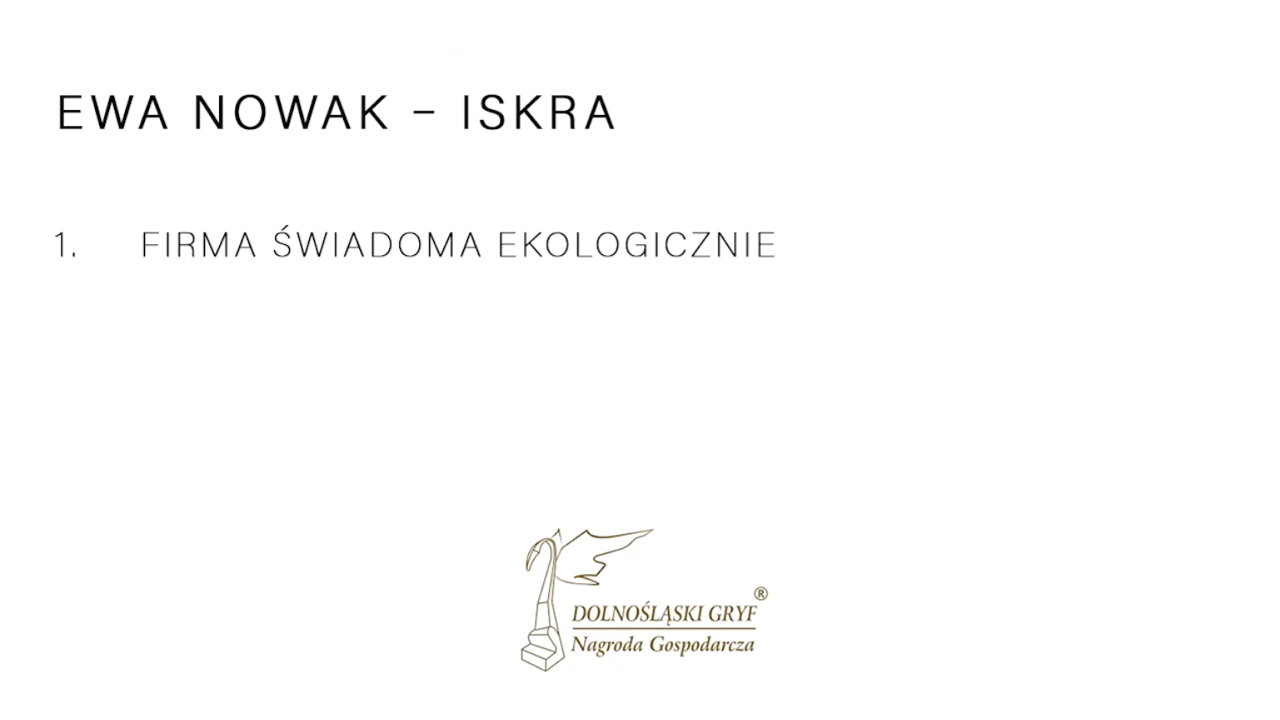 EWA NOWAK – ISKRA
1. FIRMA ŚWIADOMA EKOLOGICZNIE
DOLNOŚLĄSKI GRYF®
Nagroda Gospodarcza